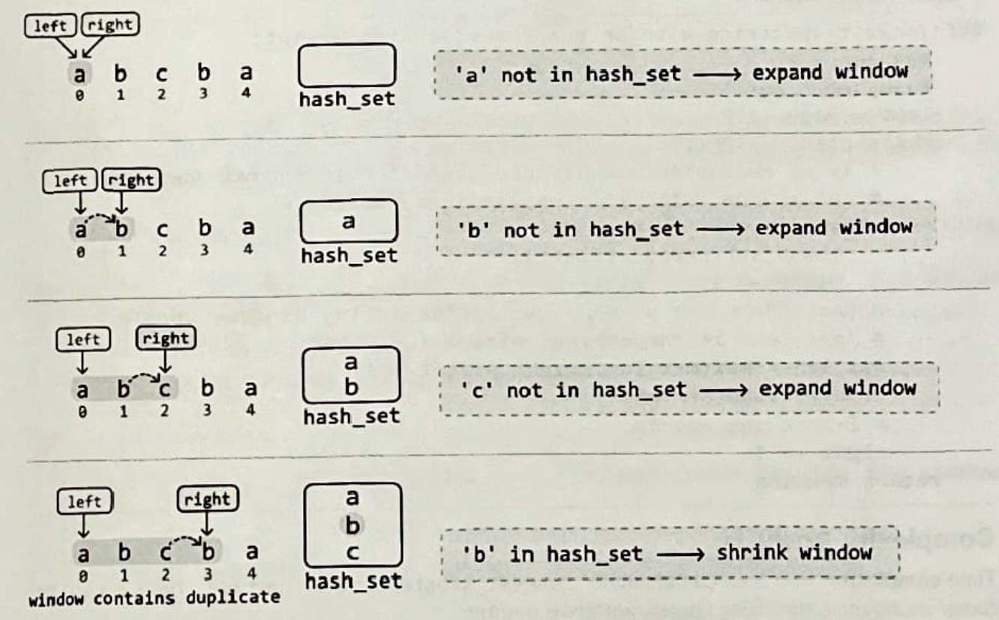 left right
a b c b a
0 1 2 3 4
hash_set
'a' not in hash_set ⟶ expand window
left right
a b c b a
0 1 2 3 4
a
hash_set
'b' not in hash_set ⟶ expand window
left right
a b c b a
0 1 2 3 4
a
b
hash_set
'c' not in hash_set ⟶ expand window
left right
a b c b a
0 1 2 3 4
window contains duplicate
a
b
c
hash_set
'b' in hash_set ⟶ shrink window